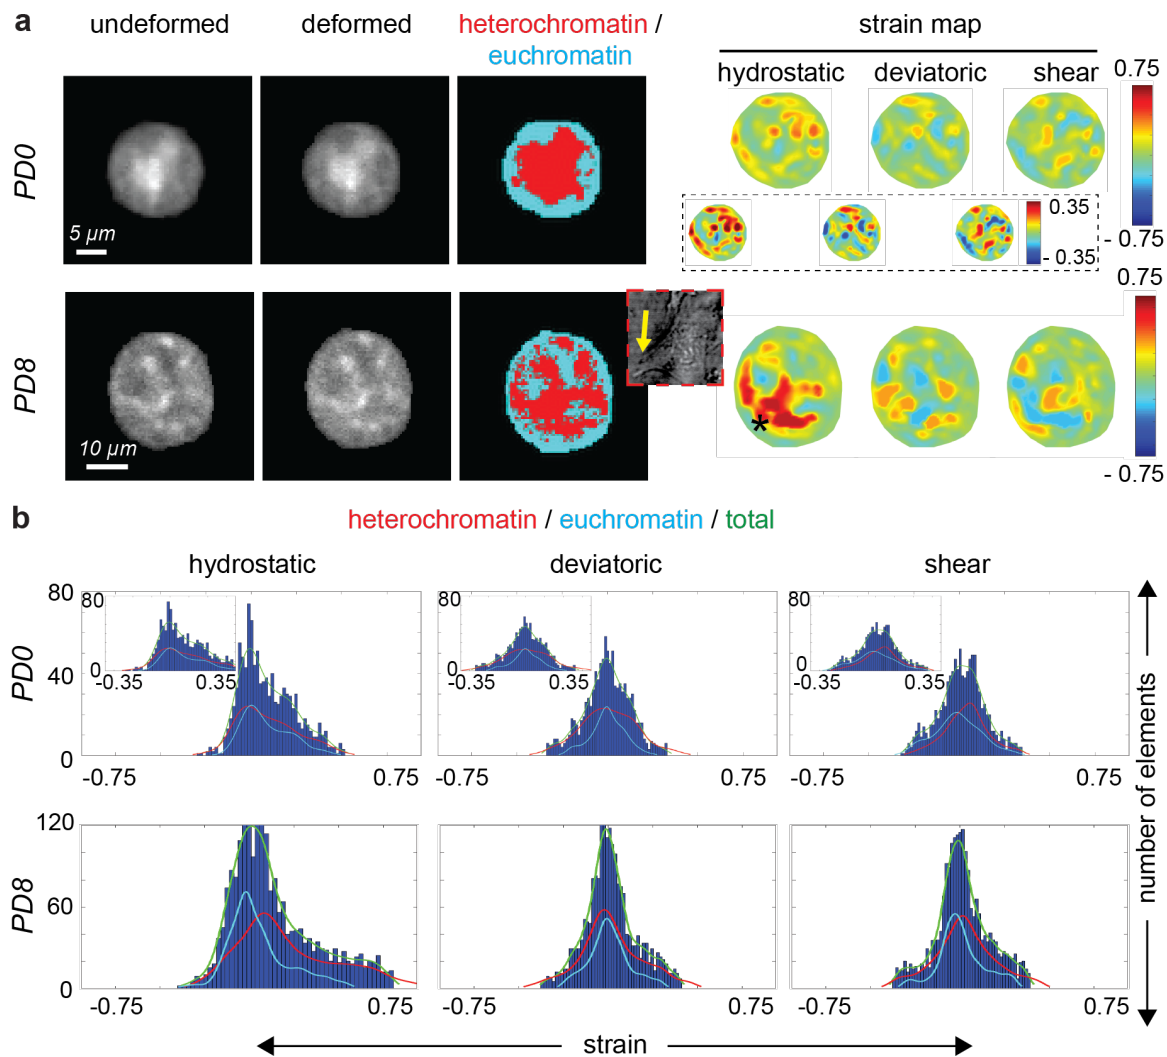 a
undeformed deformed heterochromatin / euchromatin strain map
hydrostatic deviatoric shear
0.75
PD0
5 µm
0.35
- 0.35
- 0.75
0.75
PD8
10 µm
*
- 0.75
b
heterochromatin / euchromatin / total
hydrostatic deviatoric shear
PD0
80
40
0
80
0
-0.35 0.35
80
0
-0.35 0.35
80
0
-0.35 0.35
-0.75 0.75 -0.75 0.75 -0.75 0.75
PD8
120
60
0
-0.75 0.75 -0.75 0.75 -0.75 0.75
number of elements
strain